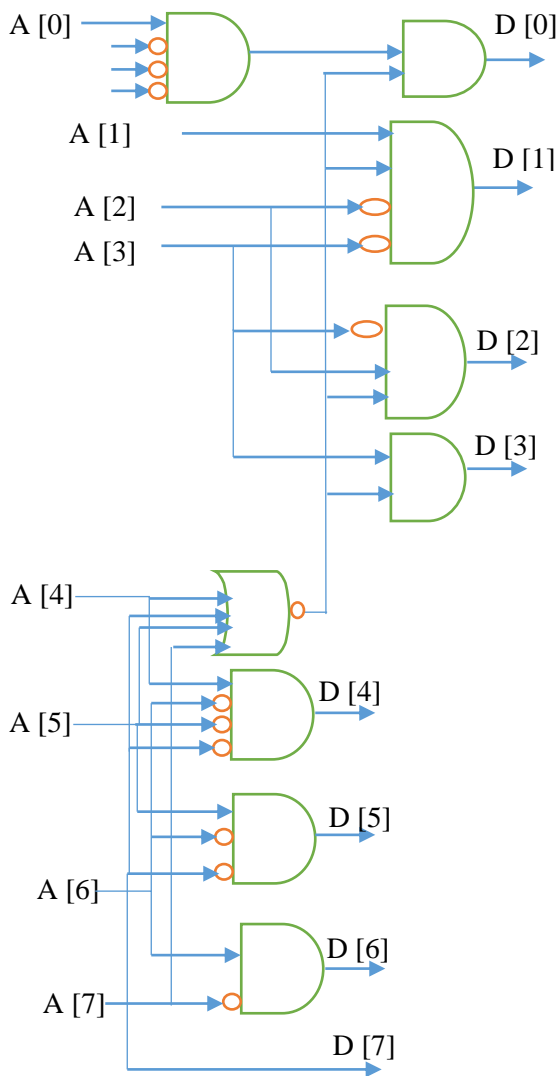 A [0]
D [0]
A [1]
D [1]
A [2]
A [3]
D [2]
D [3]
A [4]
D [4]
A [5]
D [5]
A [6]
D [6]
A [7]
D [7]